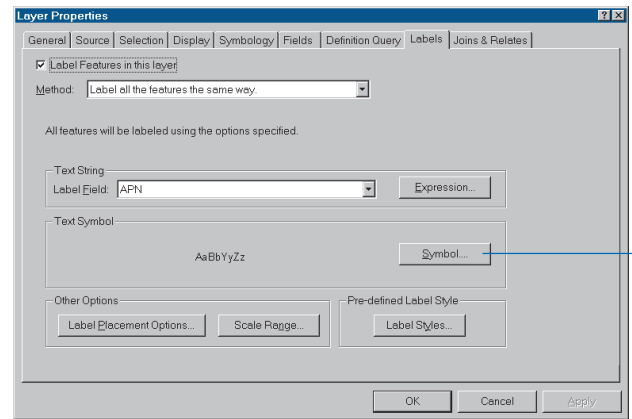 Layer Properties
General Source Selection Display Symbology Fields Definition Query Labels Joins & Relates
Label Features in this layer
Method: Label all the features the same way.
All features will be labeled using the options specified.
Text String
Label Field: APN Expression...
Text Symbol
AaBbYyZz Symbol...
Other Options Pre-defined Label Style
Label Placement Options... Scale Range... Label Styles...
OK Cancel Apply